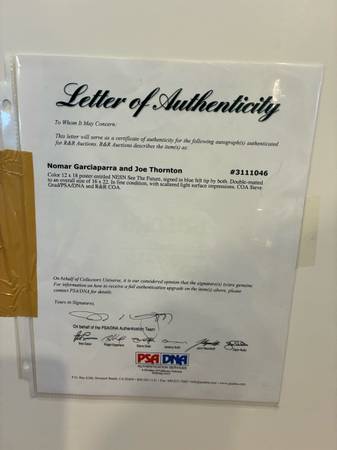 Letter of Authenticity
To Whom It May Concern:
This letter will serve as a certificate of authenticity for the following autograph(s) authenticated
for R&R Auctions. R&R Auctions describes the item(s) as:
Nomar Garciaparra and Joe Thornton #3111046
Color 12 x 18 poster entitled NESN See The Future, signed in blue felt tip by both. Double-matted
to an overall size of 16 x 22. In fine condition, with scattered light surface impressions. COA Steve
Grad/PSA/DNA and R&R COA.
On behalf of Collectors Universe, it is our considered opinion that the signature(s) is/are genuine.
For information on how to receive a full authentication upgrade on the item(s) above, please
contact PSA/DNA for details.
Yours in Signatures,
On behalf of the PSA/DNA Authentication Team
PSA DNA
AUTHENTICATION SERVICES